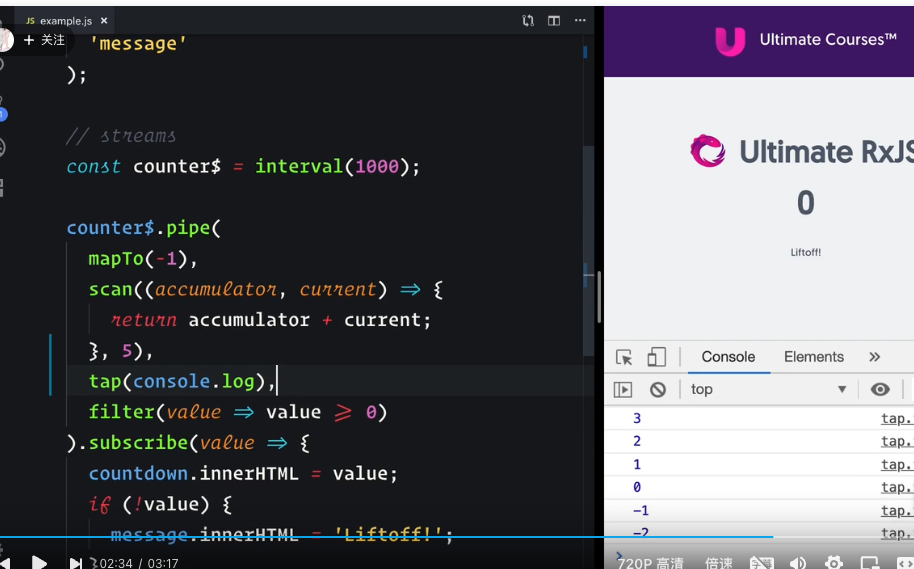 JS example.js ×
+ 关注
'message'
);
// streams
const counter$ = interval(1000);
counter$.pipe(
mapTo(-1),
scan((accumulator, current) => {
return accumulator + current;
}, 5),
tap(console.log),
filter(value => value >= 0)
).subscribe(value => {
countdown.innerHTML = value;
if (!value) {
message.innerHTML = 'Liftoff!';
}
02:34 / 03:17
Ultimate Courses™
Ultimate RxJS
0
Liftoff!
Console Elements »
top
3 tap.
2 tap.
1 tap.
0 tap.
-1 tap.
-2 tap.
720P 高清 倍速